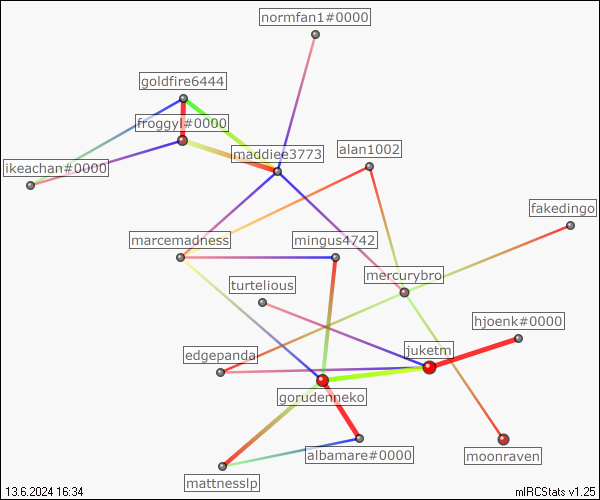 normfan1#0000
goldfire6444
froggyl#0000
maddiee3773
alan1002
ikeachan#0000
fakedingo
marcemadness
mingus4742
mercurybro
turtelious
hjoenk#0000
juketm
edgepanda
gorudenneko
albamare#0000
moonraven
mattnesslp
13.6.2024 16:34
mIRCStats v1.25